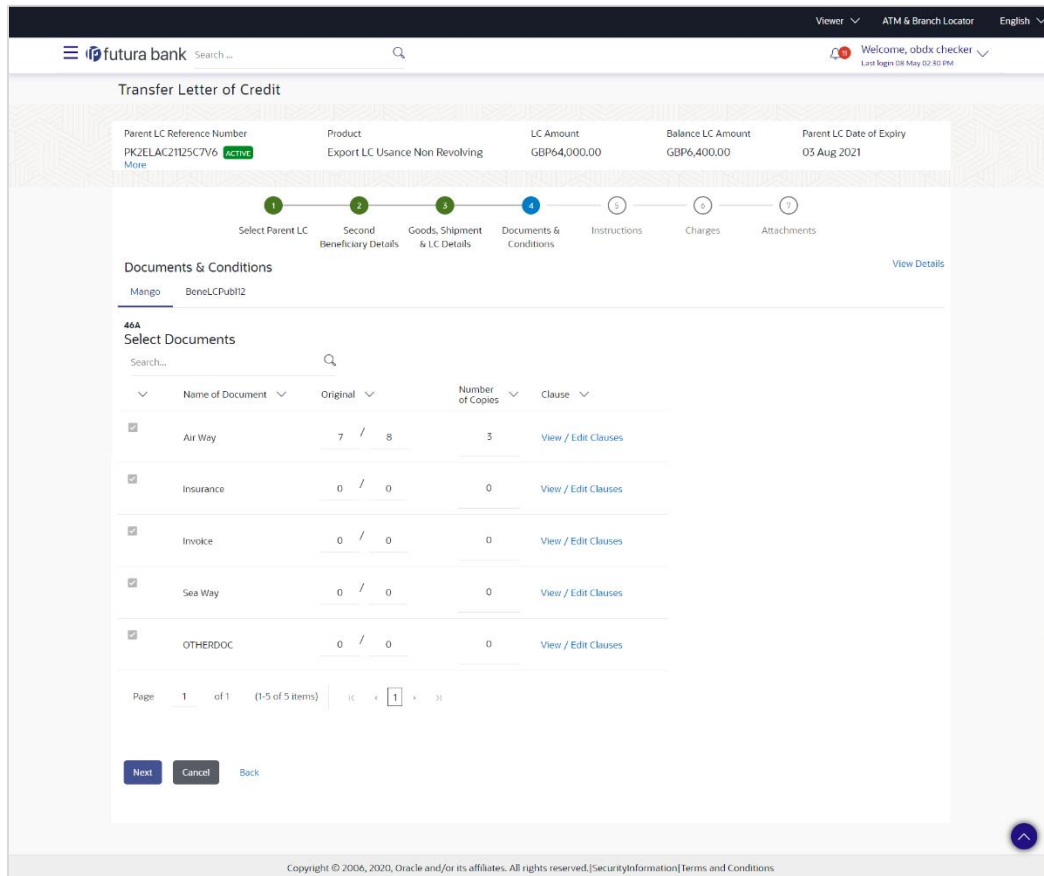 Viewer ATM & Branch Locator English
futura bank Search... 11 Welcome, obdx checker
Last login 08 May 02:30 PM
Transfer Letter of Credit
Parent LC Reference Number Product LC Amount Balance LC Amount Parent LC Date of Expiry
PK2ELAC21125C7V6 ACTIVE Export LC Usance Non Revolving GBP64,000.00 GBP6,400.00 03 Aug 2021
More
1 2 3 4 5 6 7
Select Parent LC Second Goods, Shipment Documents & Instructions Charges Attachments
Beneficiary Details & LC Details Conditions
Documents & Conditions View Details
Mango BeneLCPubl12
46A
Select Documents
Search...
Name of Document Original Number Clause
of Copies
Air Way 7 / 8 3 View / Edit Clauses
Insurance 0 / 0 0 View / Edit Clauses
Invoice 0 / 0 0 View / Edit Clauses
Sea Way 0 / 0 0 View / Edit Clauses
OTHERDOC 0 / 0 0 View / Edit Clauses
Page 1 of 1 (1-5 of 5 items) 1
Next Cancel Back
Copyright © 2006, 2020, Oracle and/or its affiliates. All rights reserved.|SecurityInformation|Terms and Conditions